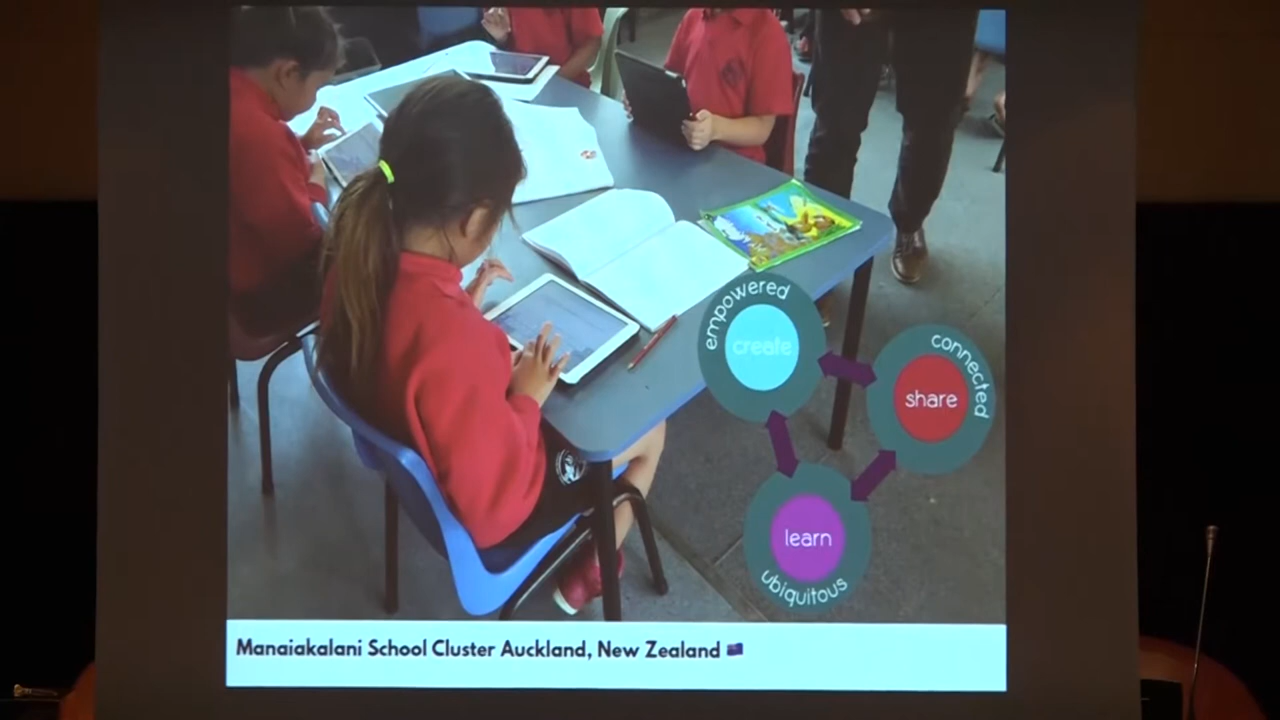 empowered
create
connected
share
learn
ubiquitous
Manaiakalani School Cluster Auckland, New Zealand